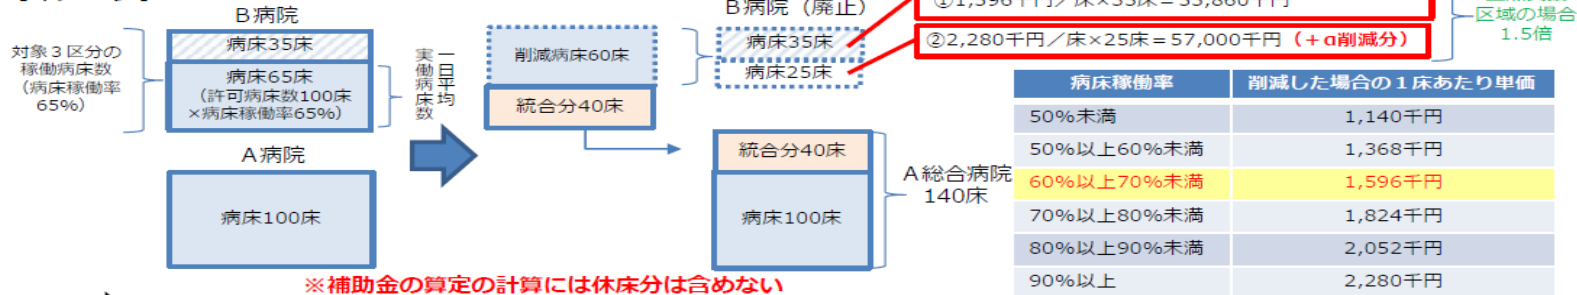 B病院
対象3区分の
稼働病床数
(病床稼働率
65%)
病床35床
病床65床
(許可病床数100床
×病床稼働率65%)
一日平均
実働病床数
A病院
病床100床
削減病床60床
統合分40床
B病院（廃止）
病床35床
病床25床
②2,280千円／床×25床＝57,000千円（＋α削減分）
区域の場合
1.5倍
統合分40床
病床100床
A総合病院
140床
病床稼働率 削減した場合の1床あたり単価
50%未満 1,140千円
50%以上60%未満 1,368千円
60%以上70%未満 1,596千円
70%以上80%未満 1,824千円
80%以上90%未満 2,052千円
90%以上 2,280千円
※補助金の算定の計算には休床分は含めない